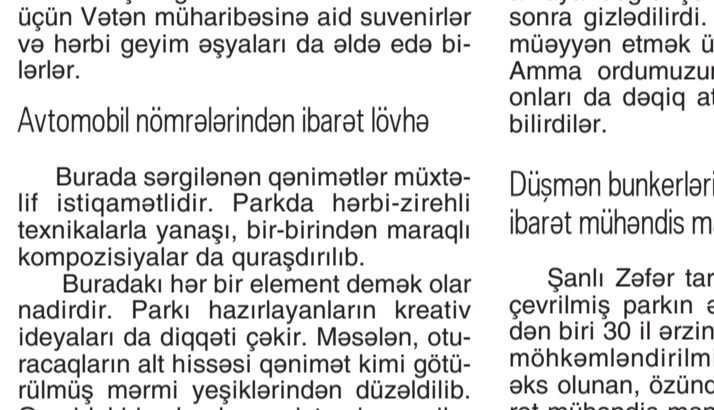 üçün Vətən müharibəsinə aid suvenirlər
və hərbi geyim əşyaları da əldə edə bi-
lərlər.
Avtomobil nömrələrindən ibarət lövhə
Burada sərgilənən qənimətlər müxtə-
lif istiqamətlidir. Parkda hərbi-zirehli
texnikalarla yanaşı, bir-birindən maraqlı
kompozisiyalar da quraşdırılıb.
Buradakı hər bir element demək olar
nadirdir. Parkı hazırlayanların kreativ
ideyaları da diqqəti çəkir. Məsələn, otu-
racaqların alt hissəsi qənimət kimi götü-
rülmüş mərmi yeşiklərindən düzəldilib.
sonra gizlədilirdi.
müəyyən etmək ü
Amma ordumuzu
onları da dəqiq at
bilirdilər.
Düşmən bunkerləri
ibarət mühəndis m
Şanlı Zəfər tar
çevrilmiş parkın ə
dən biri 30 il ərzin
möhkəmləndirilmi
əks olunan, özünd